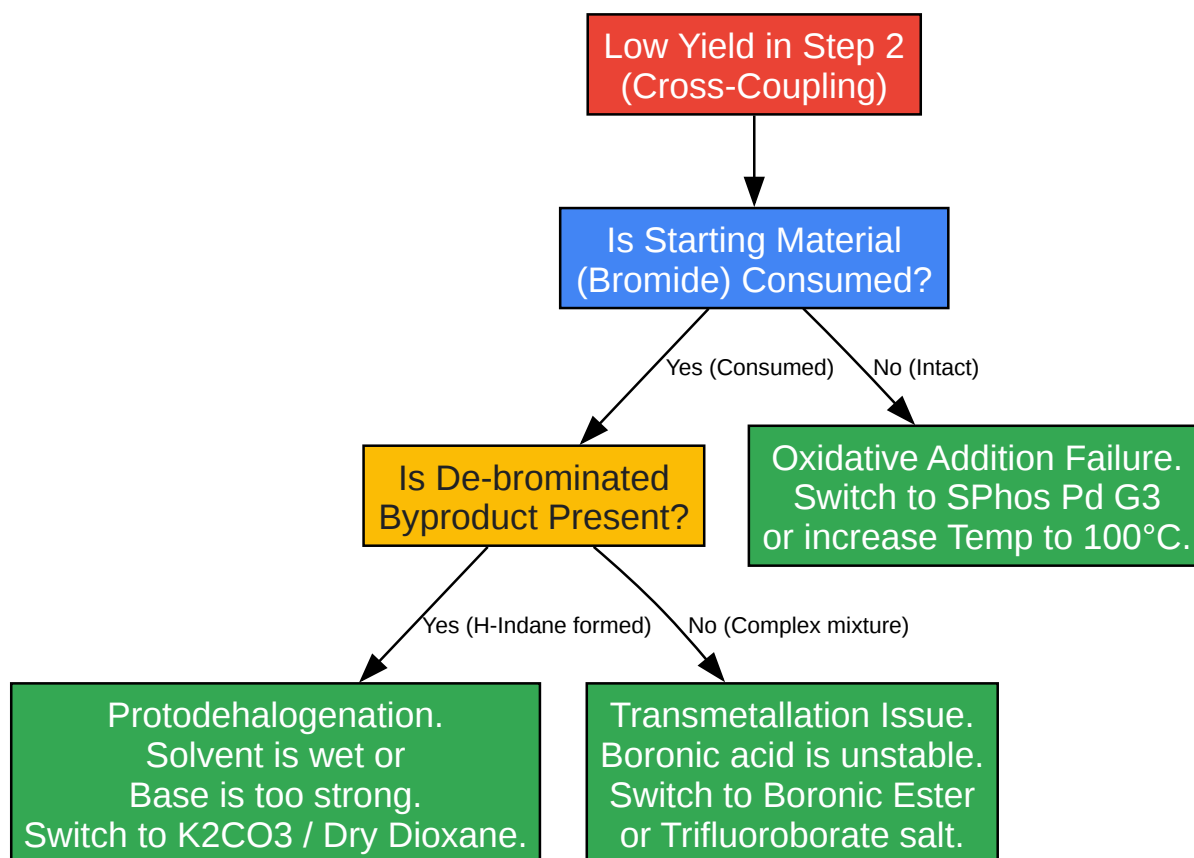 Low Yield in Step 2
(Cross-Coupling)
Is Starting Material
(Bromide) Consumed?
Yes (Consumed)
No (Intact)
Is De-brominated
Byproduct Present?
Oxidative Addition Failure.
Switch to SPhos Pd G3
or increase Temp to 100°C.
Yes (H-Indane formed)
No (Complex mixture)
Protodehalogenation.
Solvent is wet or
Base is too strong.
Switch to K2CO3 / Dry Dioxane.
Transmetallation Issue.
Boronic acid is unstable.
Switch to Boronic Ester
or Trifluoroborate salt.